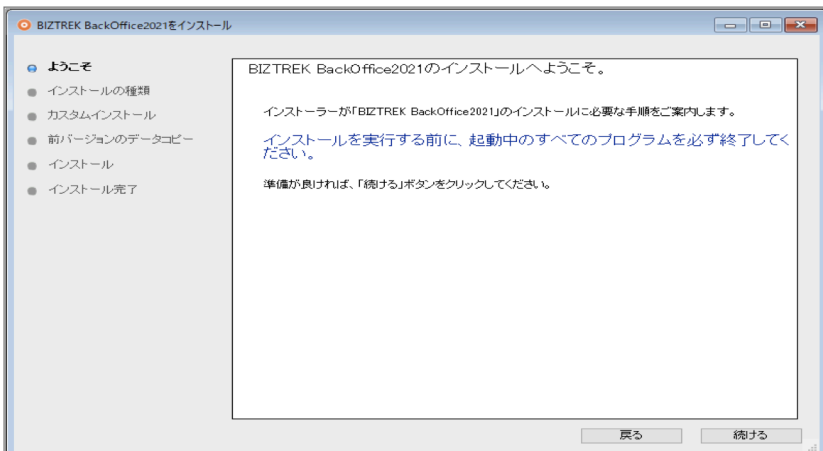 BIZTREK BackOffice2021をインストール
ようこそ
インストールの種類
カスタムインストール
前バージョンのデータコピー
インストール
インストール完了
BIZTREK BackOffice2021のインストールへようこそ。
インストーラーが「BIZTREK BackOffice2021」のインストールに必要な手順をご案内します。
インストールを実行する前に、起動中のすべてのプログラムを必ず終了してく
ださい。
準備が良ければ、「続ける」ボタンをクリックしてください。
戻る
続ける